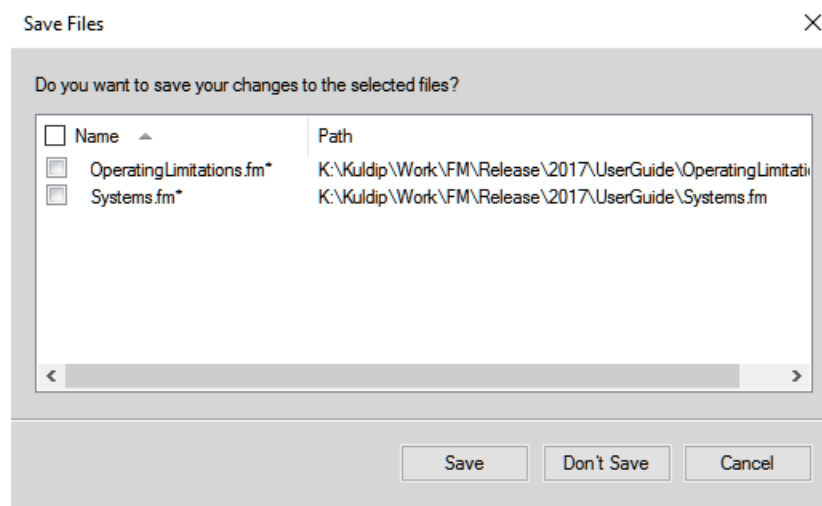 Save Files
Do you want to save your changes to the selected files?
Name Path
OperatingLimitations.fm* K:\Kuldip\Work\FM\Release\2017\UserGuide\OperatingLimitati
Systems.fm* K:\Kuldip\Work\FM\Release\2017\UserGuide\Systems.fm
Save Don't Save Cancel